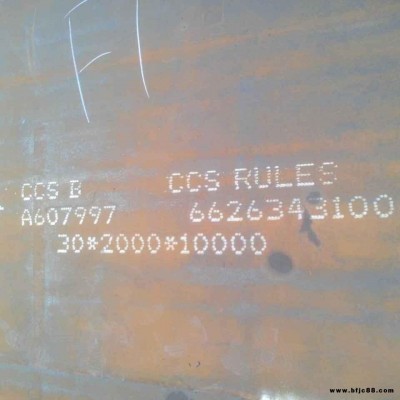 F1
CCS B CCS RULES
A607997 6626343100
30*2000*10000
www.btjc88.com